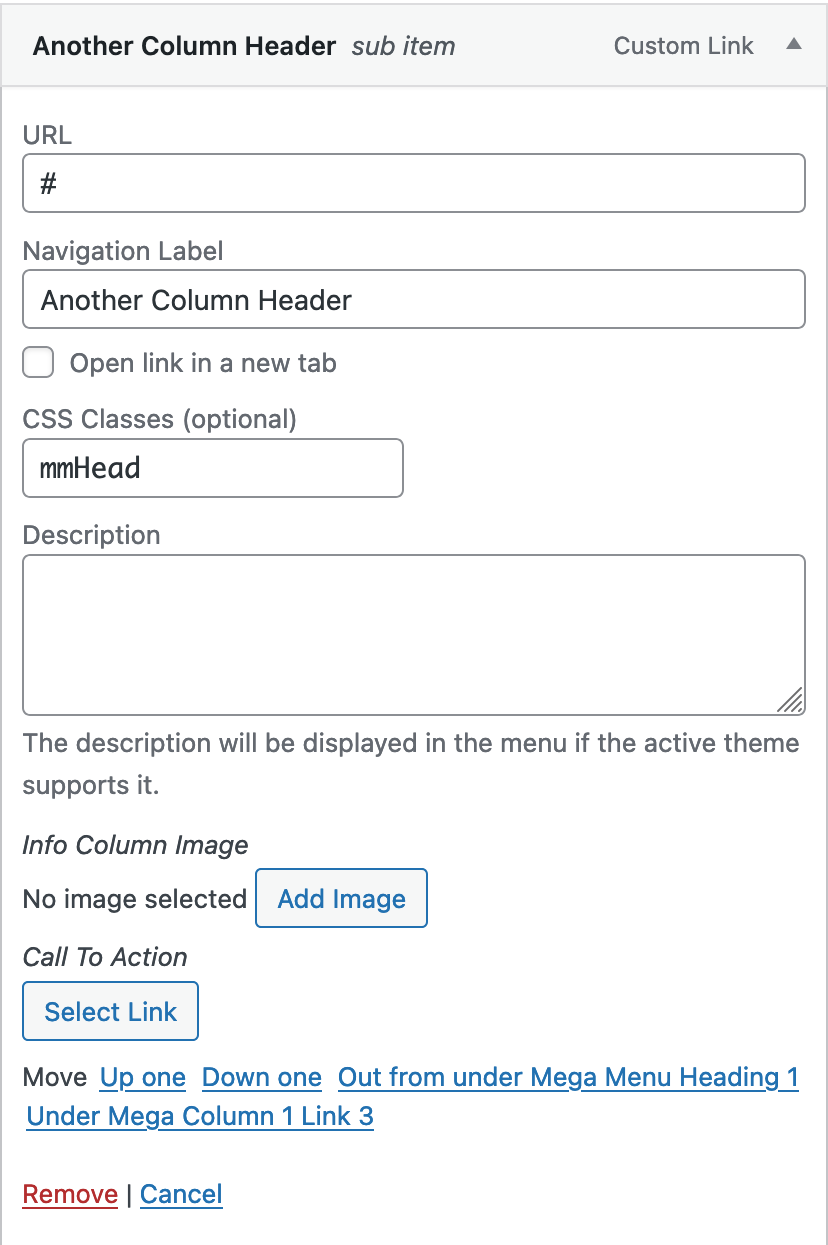 Another Column Header sub item Custom Link
URL
#
Navigation Label
Another Column Header
Open link in a new tab
CSS Classes (optional)
mmHead
Description
The description will be displayed in the menu if the active theme
supports it.
Info Column Image
No image selected Add Image
Call To Action
Select Link
Move Up one Down one Out from under Mega Menu Heading 1
Under Mega Column 1 Link 3
Remove | Cancel